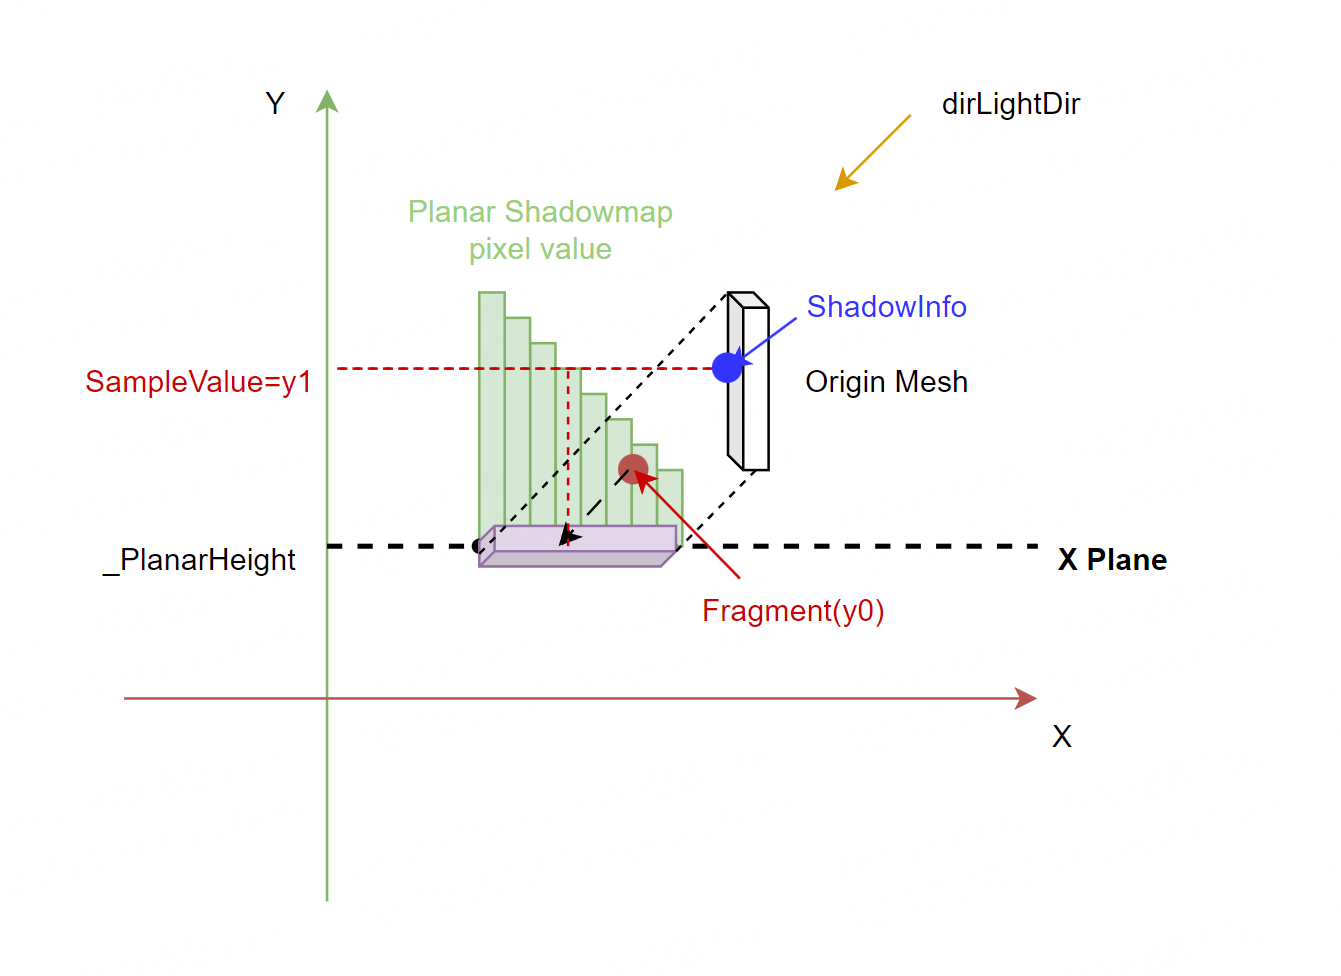 Y
dirLightDir
Planar Shadowmap
pixel value
ShadowInfo
SampleValue=y1
Origin Mesh
_PlanarHeight
X Plane
Fragment(y0)
X